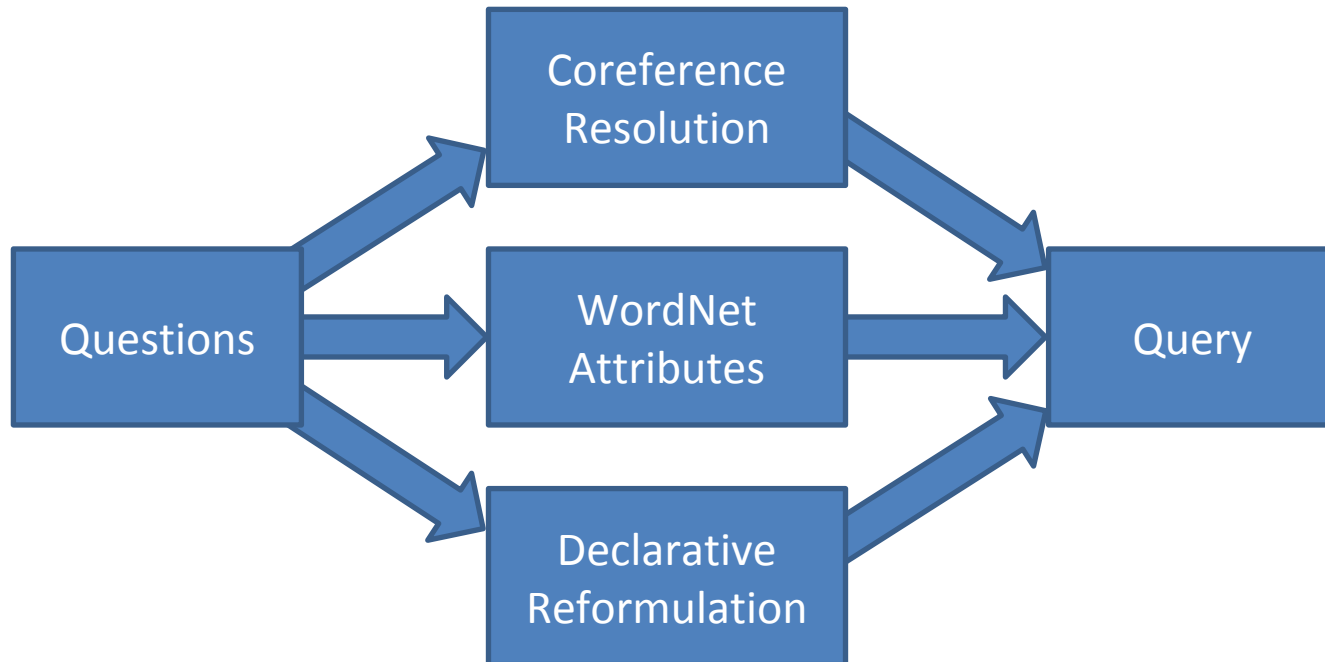 Coreference
Resolution
Questions
WordNet
Attributes
Query
Declarative
Reformulation